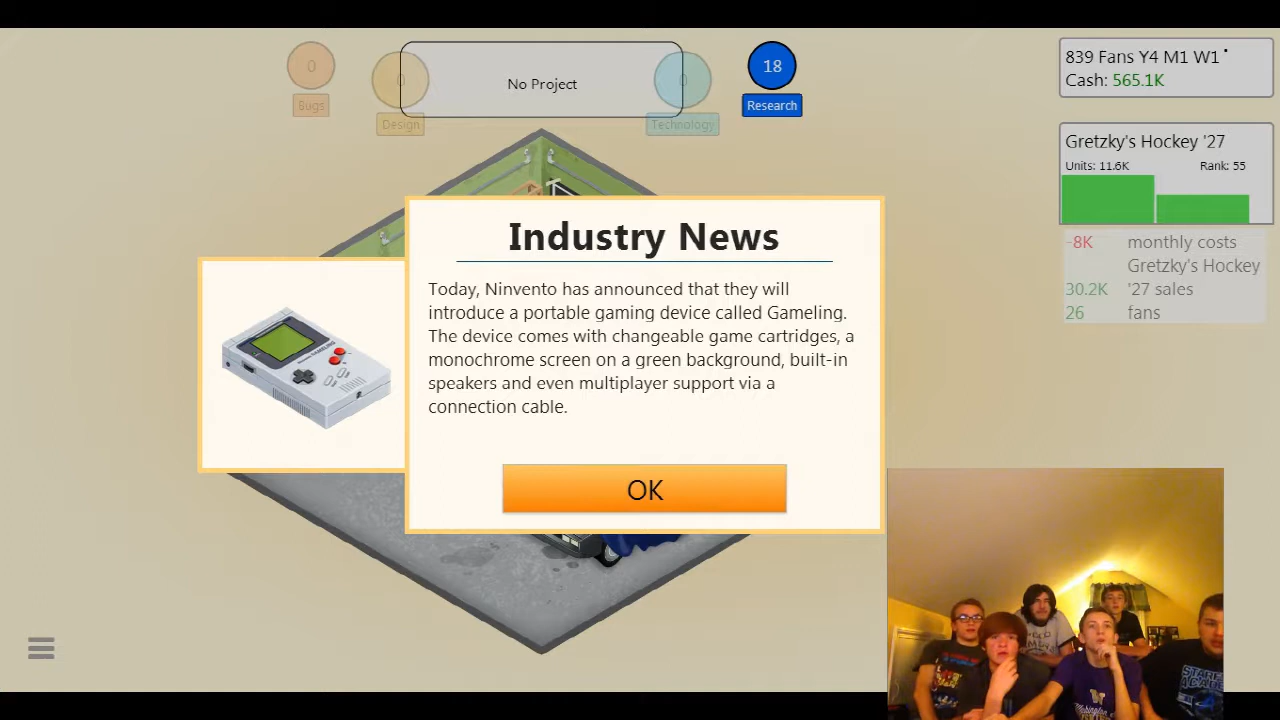 0
Bugs
0
Design
No Project
0
Technology
18
Research
839 Fans Y4 M1 W1
Cash: 565.1K
Gretzky's Hockey '27
Units: 11.6K Rank: 55
-8K monthly costs
Gretzky's Hockey
30.2K '27 sales
26 fans
Industry News
Today, Ninvento has announced that they will
introduce a portable gaming device called Gameling.
The device comes with changeable game cartridges, a
monochrome screen on a green background, built-in
speakers and even multiplayer support via a
connection cable.
OK